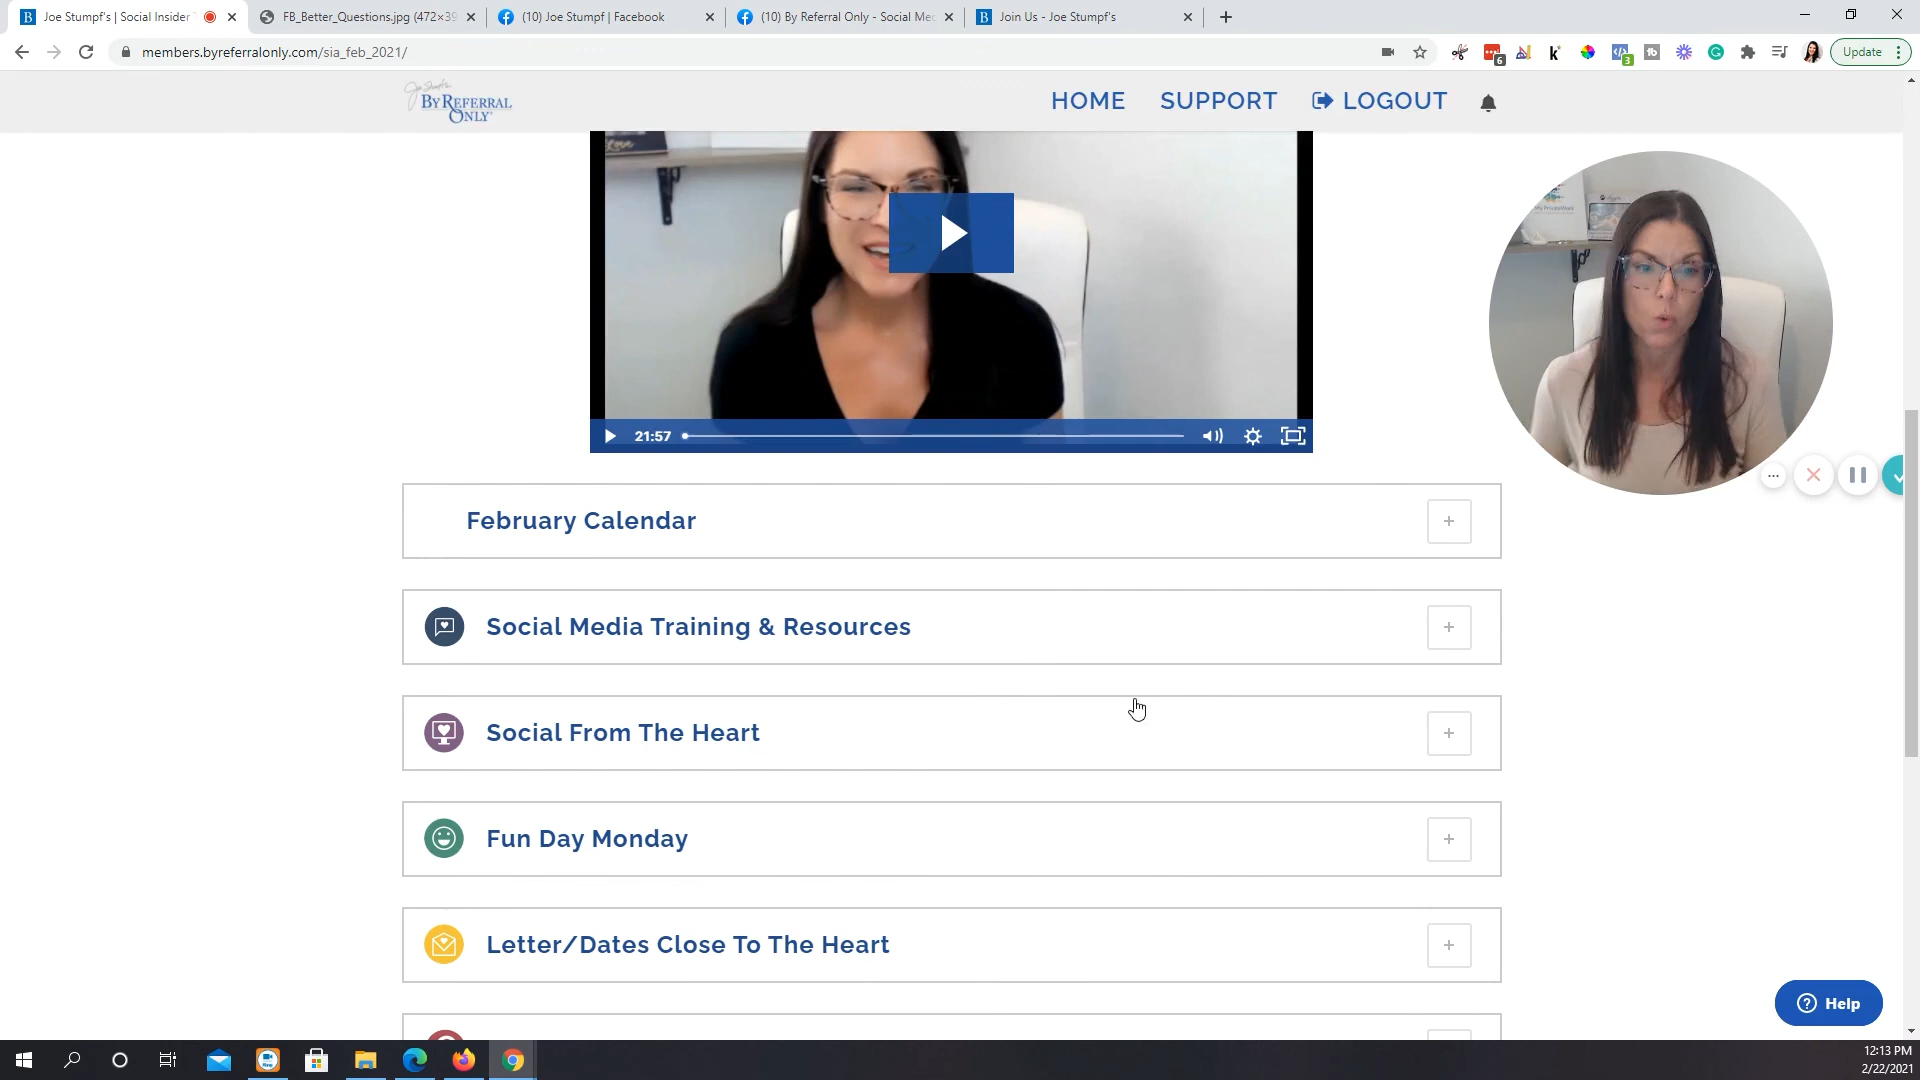 Joe Stumpf's | Social Insider
FB_Better_Questions.jpg (472×39
(10) Joe Stumpf | Facebook
(10) By Referral Only - Social Med
Join Us - Joe Stumpf's
members.byreferralonly.com/sia_feb_2021/
6
3
Update
By Referral
Only
HOME
SUPPORT
LOGOUT
21:57
February Calendar
Social Media Training & Resources
Social From The Heart
Fun Day Monday
Letter/Dates Close To The Heart
Help
12:13 PM
2/22/2021